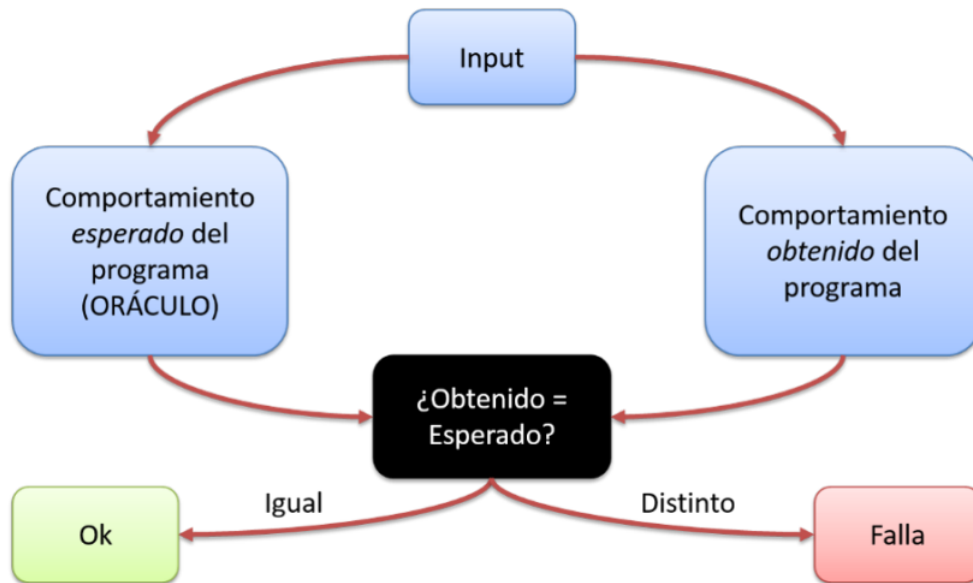 Input
Comportamiento
esperado del
programa
(ORÁCULO)
Comportamiento
obtenido del
programa
¿Obtenido =
Esperado?
Igual
Distinto
Ok
Falla